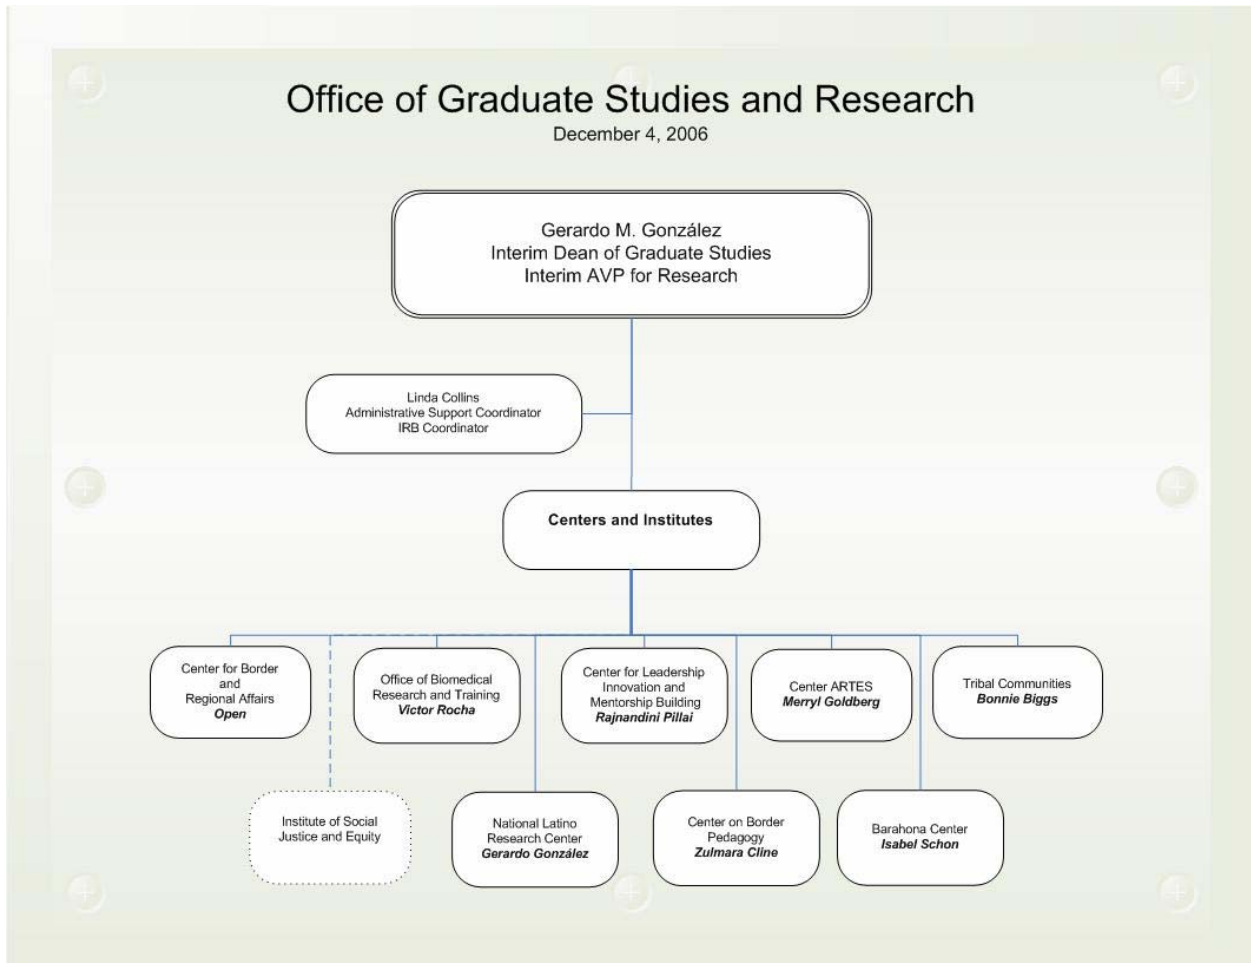 Office of Graduate Studies and Research
December 4, 2006
Gerardo M. González
Interim Dean of Graduate Studies
Interim AVP for Research
Linda Collins
Administrative Support Coordinator
IRB Coordinator
Centers and Institutes
Center for Border
and
Regional Affairs
Open
Office of Biomedical
Research and Training
Victor Rocha
Center for Leadership
Innovation and
Mentorship Building
Rajnandini Pillai
Center ARTES
Merryl Goldberg
Tribal Communities
Bonnie Biggs
Institute of Social
Justice and Equity
National Latino
Research Center
Gerardo González
Center on Border
Pedagogy
Zulmara Cline
Barahona Center
Isabel Schon